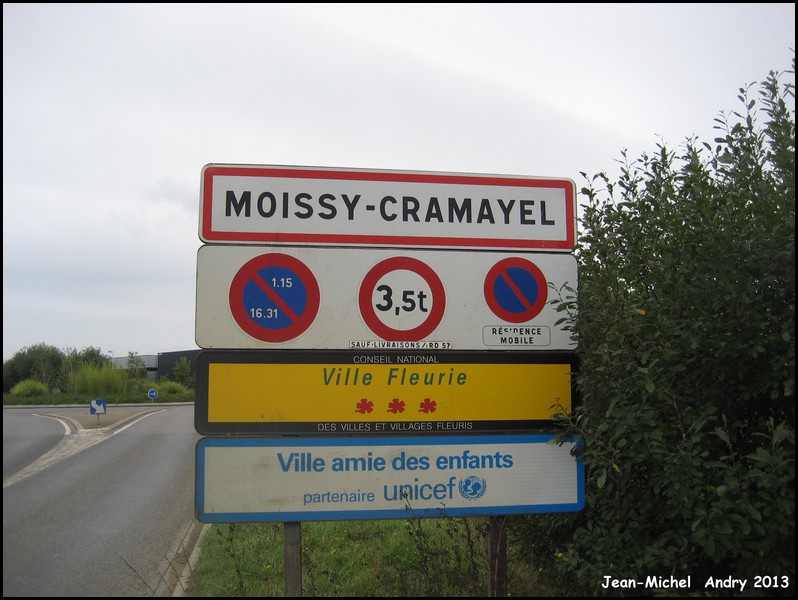 MOISSY-CRAMAYEL
1.15
16.31
3,5t
SAUF-LIVRAISONS/RD 57
RÉSIDENCE
MOBILE
CONSEIL NATIONAL
Ville Fleurie
DES VILLES ET VILLAGES FLEURIS
Ville amie des enfants
partenaire unicef
Jean-Michel Andry 2013